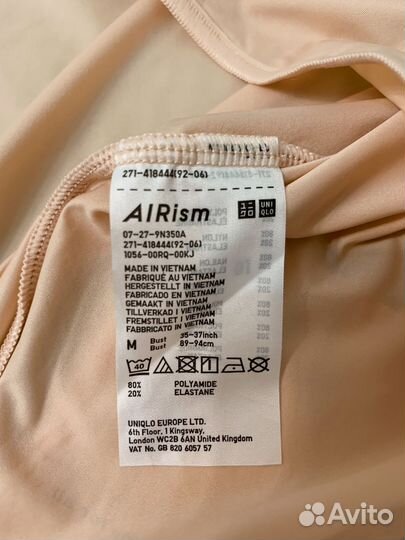 271-418444(92-06)
AIRism
UNI
QLO
07-27-9N350A
271-418444(92-06)
1056-00RQ-00KJ
MADE IN VIETNAM
FABRIQUÉ AU VIETNAM
HERGESTELLT IN VIETNAM
FABRICADO EN VIETNAM
GEMAAKT IN VIETNAM
TILLVERKAD I VIETNAM
FREMSTILLET I VIETNAM
FABBRICATO IN VIETNAM
M Bust 35-37inch
Bust 89-94cm
40
80% POLYAMIDE
20% ELASTANE
UNIQLO EUROPE LTD.
6th Floor, 1 Kingsway,
London WC2B 6AN United Kingdom
VAT No. GB 820 6057 57
Avito